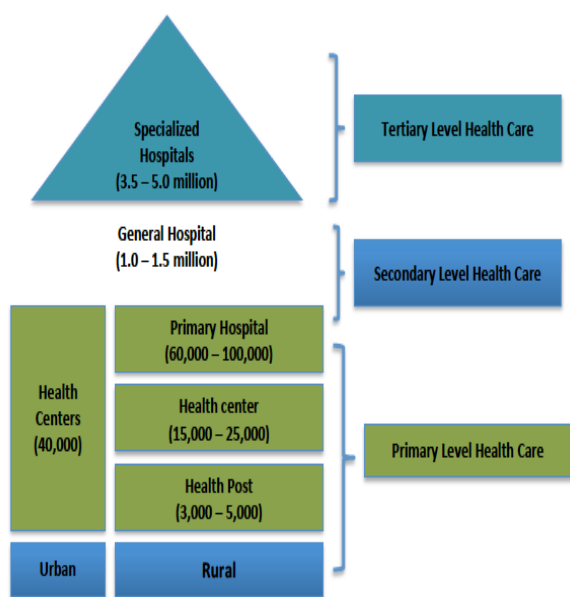 Specialized
Hospitals
(3.5 – 5.0 million)
Tertiary Level Health Care
General Hospital
(1.0 – 1.5 million)
Secondary Level Health Care
Primary Hospital
(60,000 – 100,000)
Health
Centers
(40,000)
Health center
(15,000 – 25,000)
Primary Level Health Care
Health Post
(3,000 – 5,000)
Urban
Rural